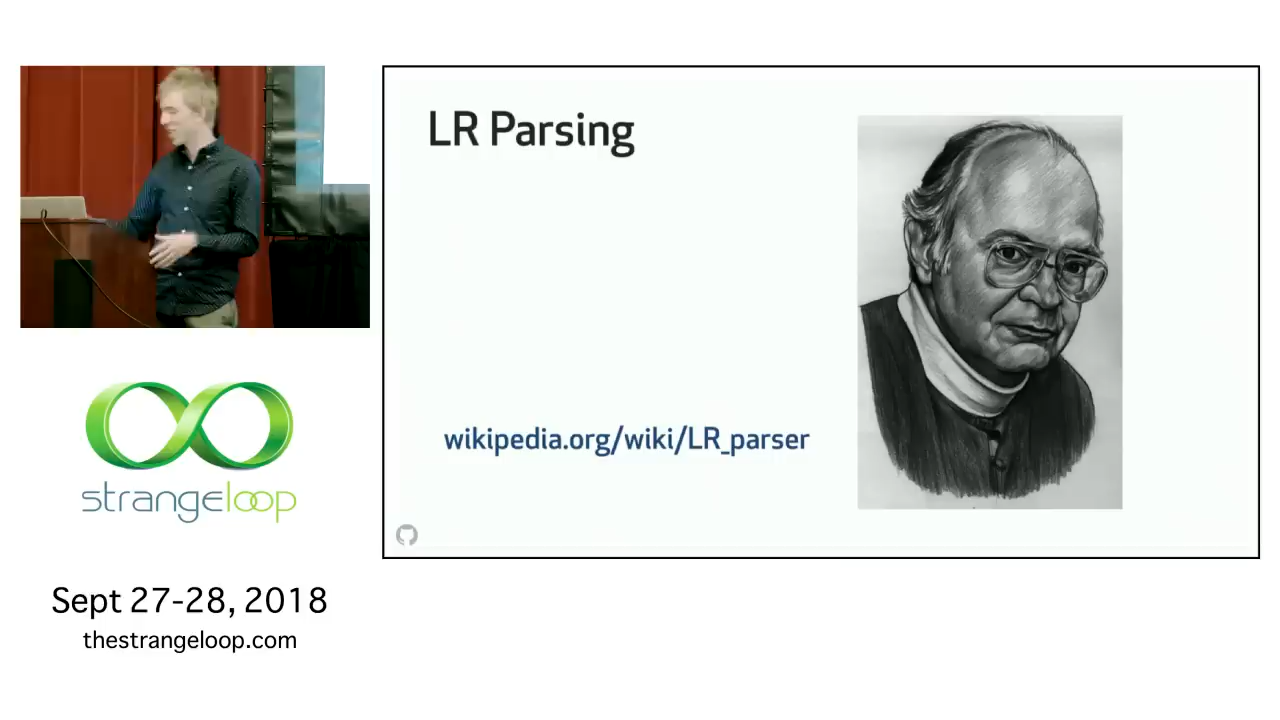 LR Parsing
wikipedia.org/wiki/LR_parser
strangeloop
Sept 27-28, 2018
thestrangeloop.com